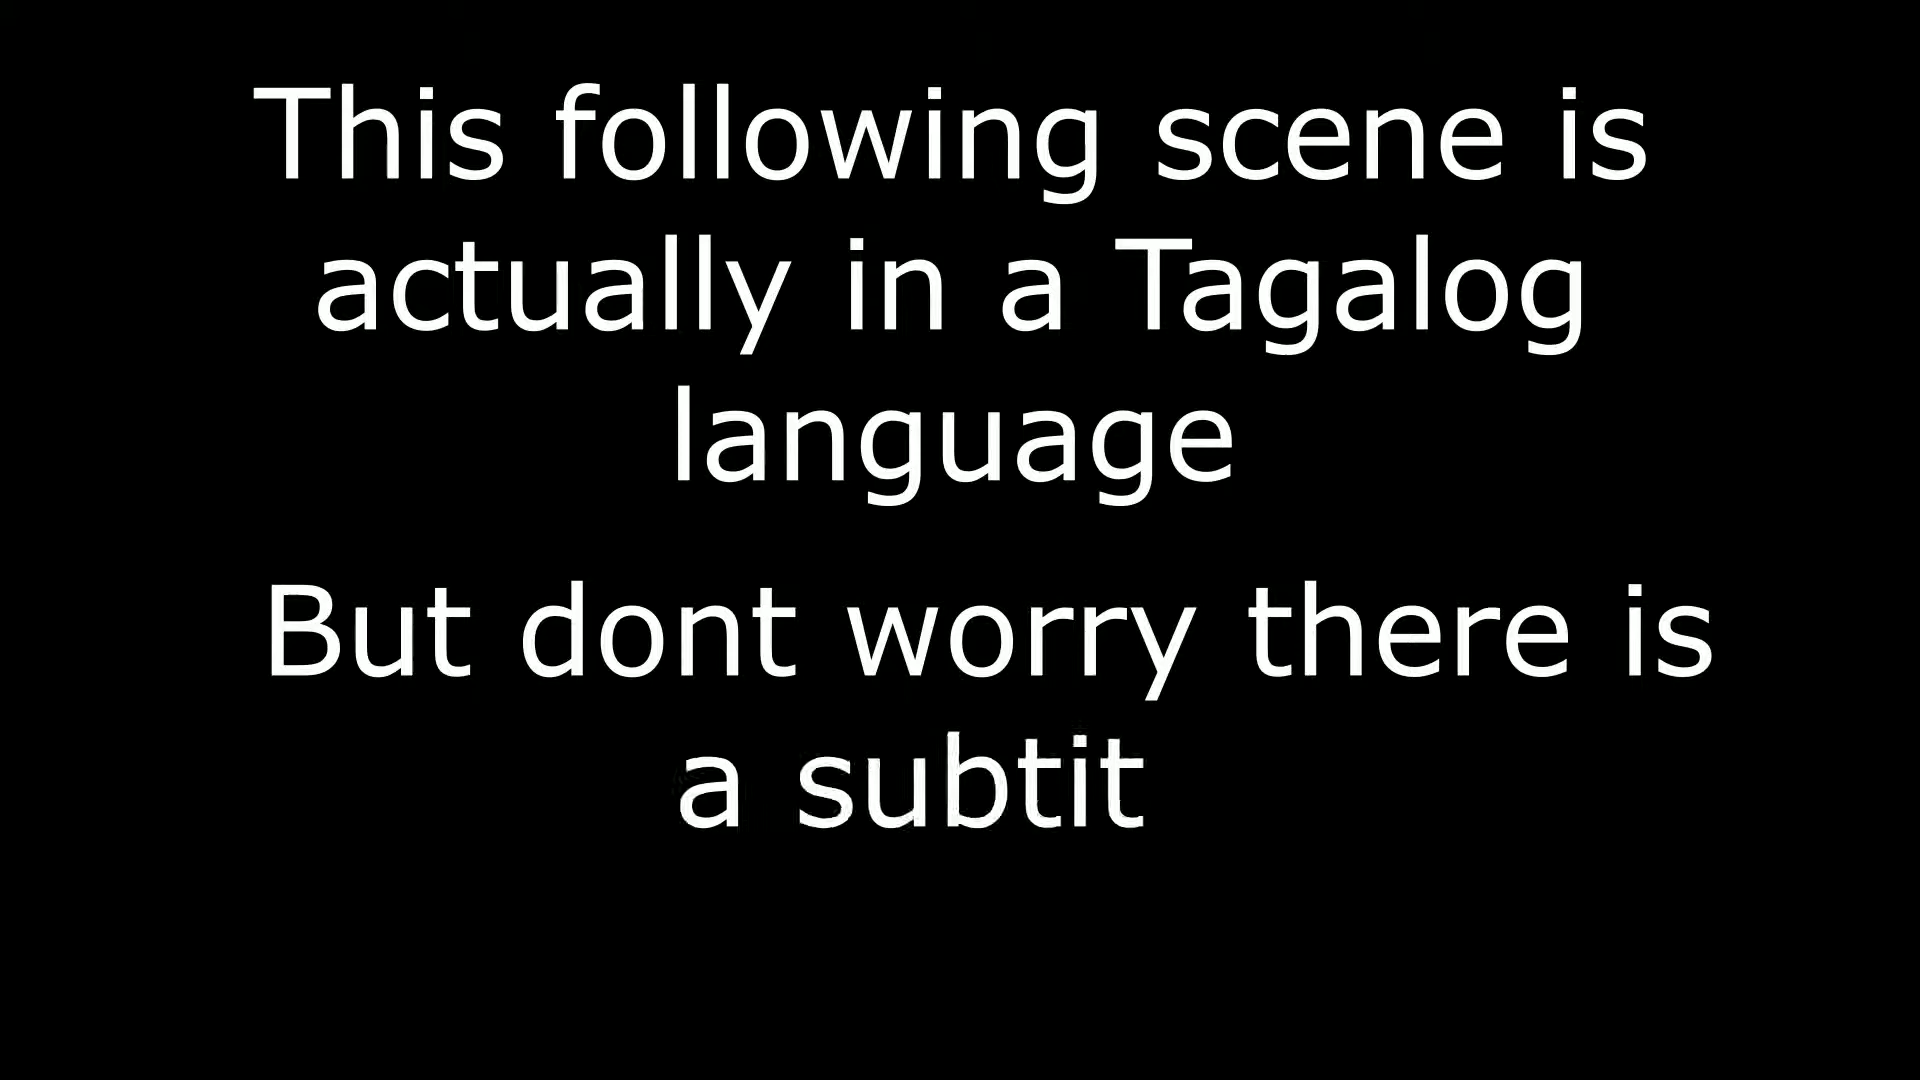 This following scene is
actually in a Tagalog
language
But dont worry there is
a subtit